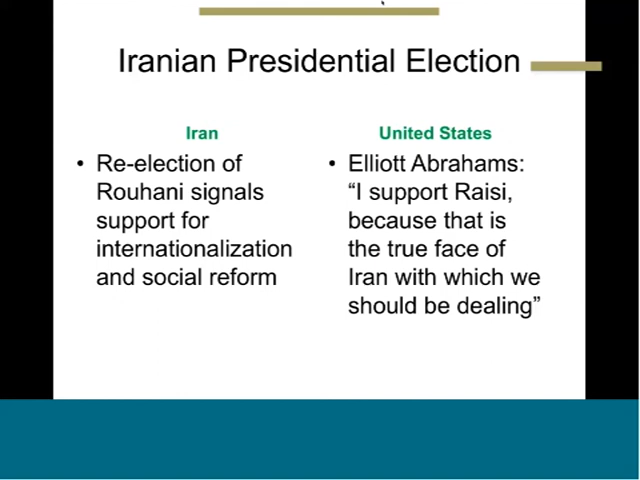 Iranian Presidential Election
Iran
• Re-election of
Rouhani signals
support for
internationalization
and social reform
United States
• Elliott Abrahams:
“I support Raisi,
because that is
the true face of
Iran with which we
should be dealing”